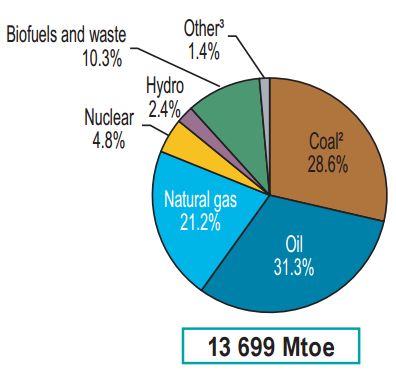 Other³
1.4%
Biofuels and waste
10.3%
Hydro
2.4%
Nuclear
4.8%
Coal²
28.6%
Natural gas
21.2%
Oil
31.3%
13 699 Mtoe